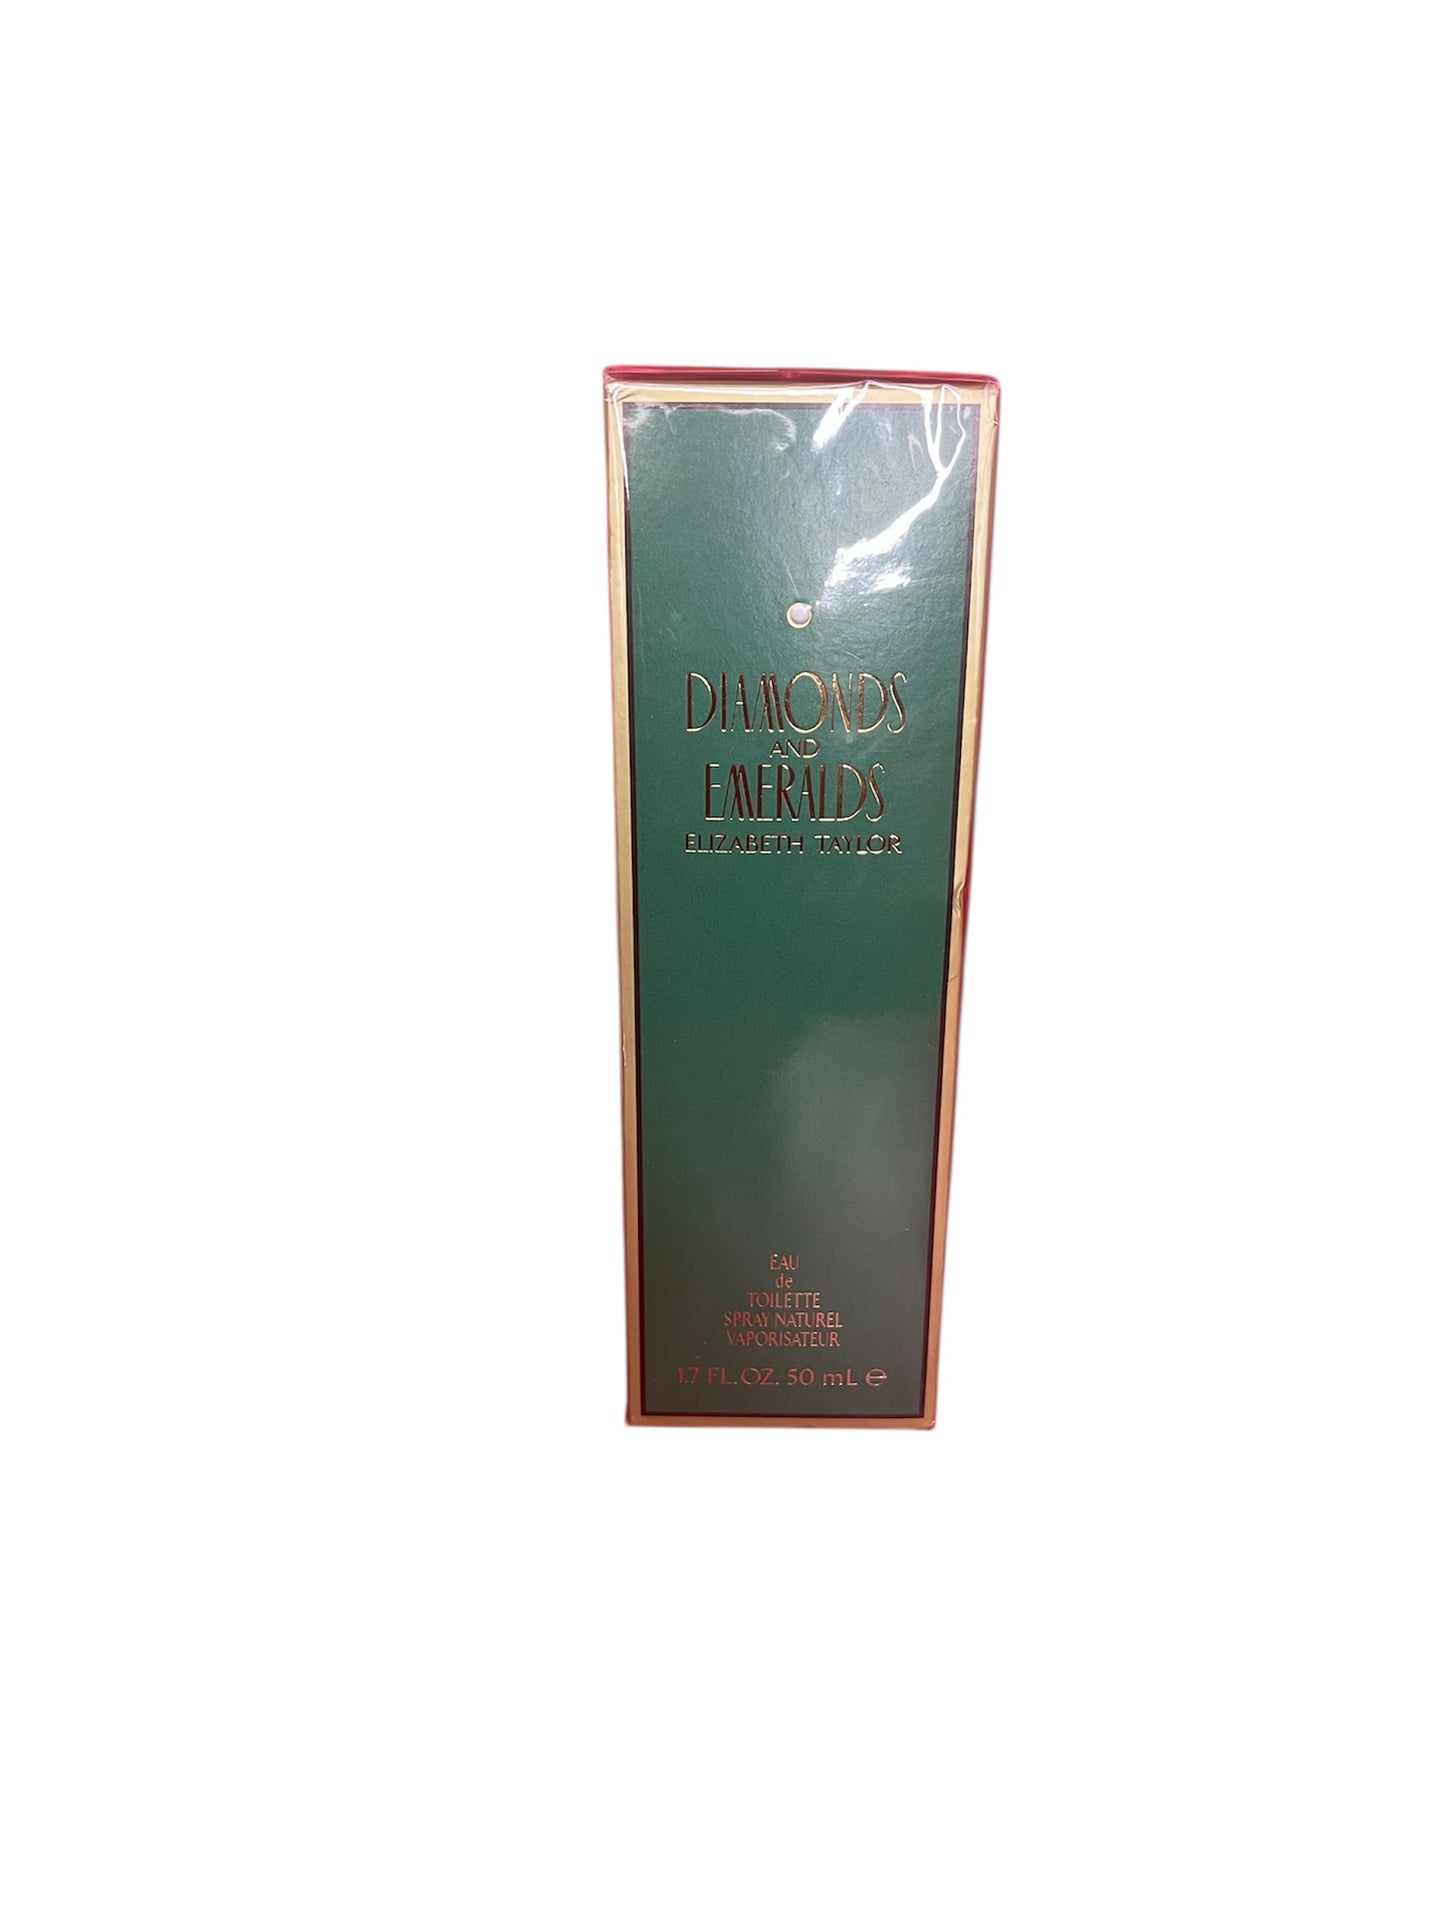 DIAMONDS
AND
EMERALDS
ELIZABETH TAYLOR
EAU
de
TOILETTE
SPRAY NATUREL
VAPORISATEUR
1.7 FL. OZ. 50 mL ℮